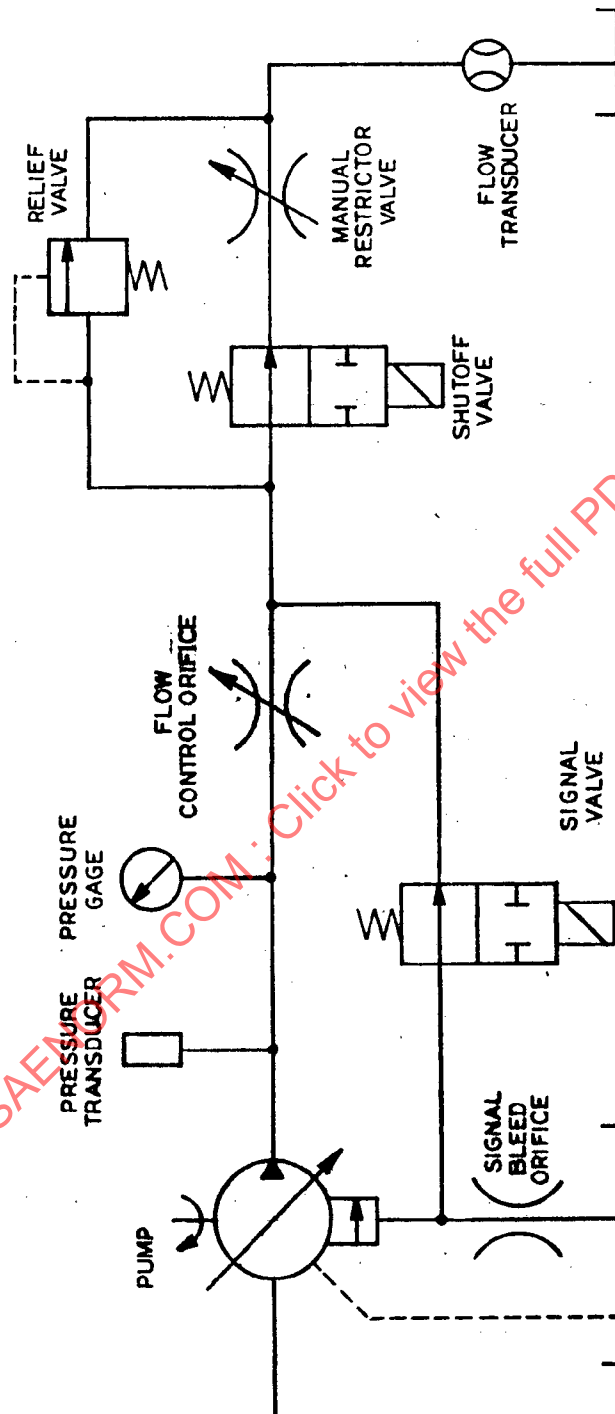 RELIEF
VALVE
MANUAL
RESTRICTOR
VALVE
FLOW
TRANSDUCER
SHUTOFF
VALVE
FLOW
CONTROL ORIFICE
PRESSURE
GAGE
PRESSURE
TRANSDUCER
PUMP
SIGNAL
BLEED
ORIFICE
SIGNAL
VALVE
SAENORM.COM : Click to view the full PD